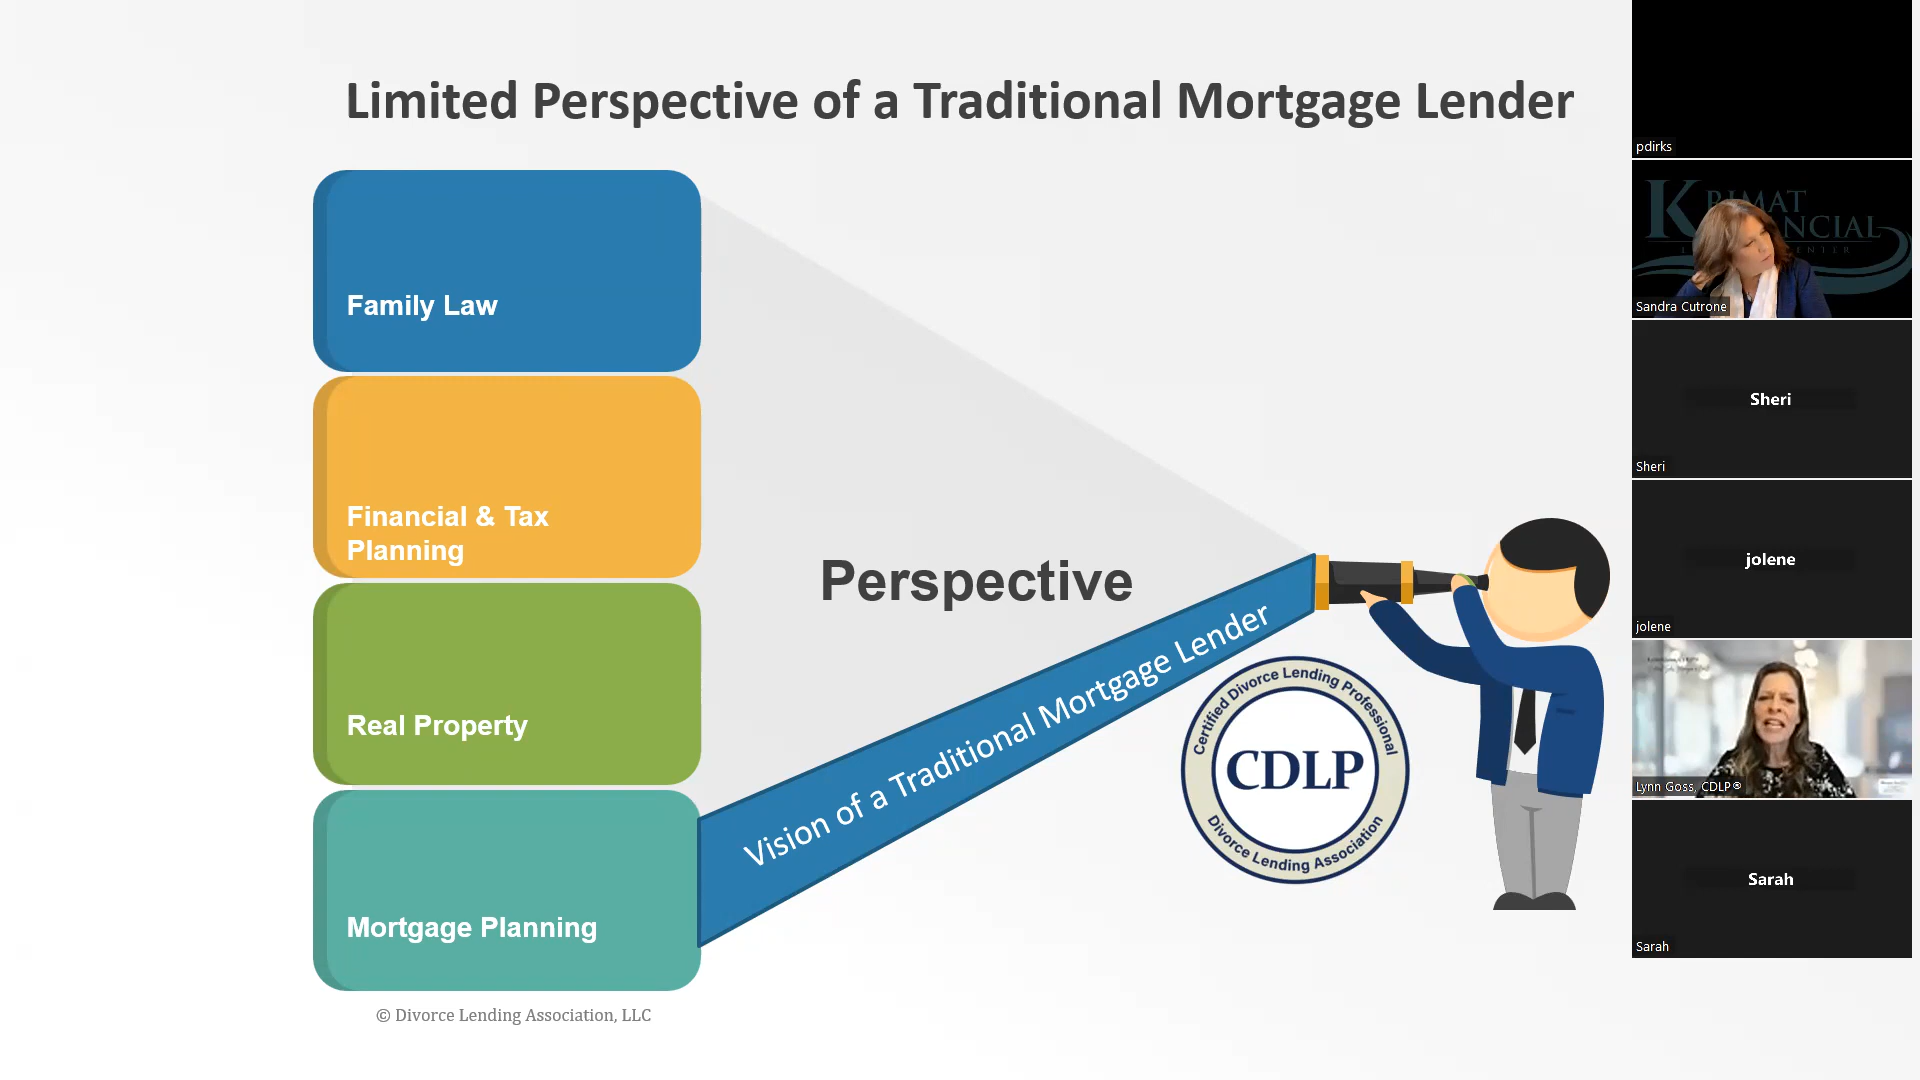 Limited Perspective of a Traditional Mortgage Lender
Family Law
Financial & Tax
Planning
Real Property
Mortgage Planning
Perspective
Vision of a Traditional Mortgage Lender
Certified Divorce Lending Professional
CDLP
Divorce Lending Association
© Divorce Lending Association, LLC
pdirks
Sandra Cutrone
Sheri
Sheri
jolene
jolene
Lynn Goss, CDLP®
Sarah
Sarah